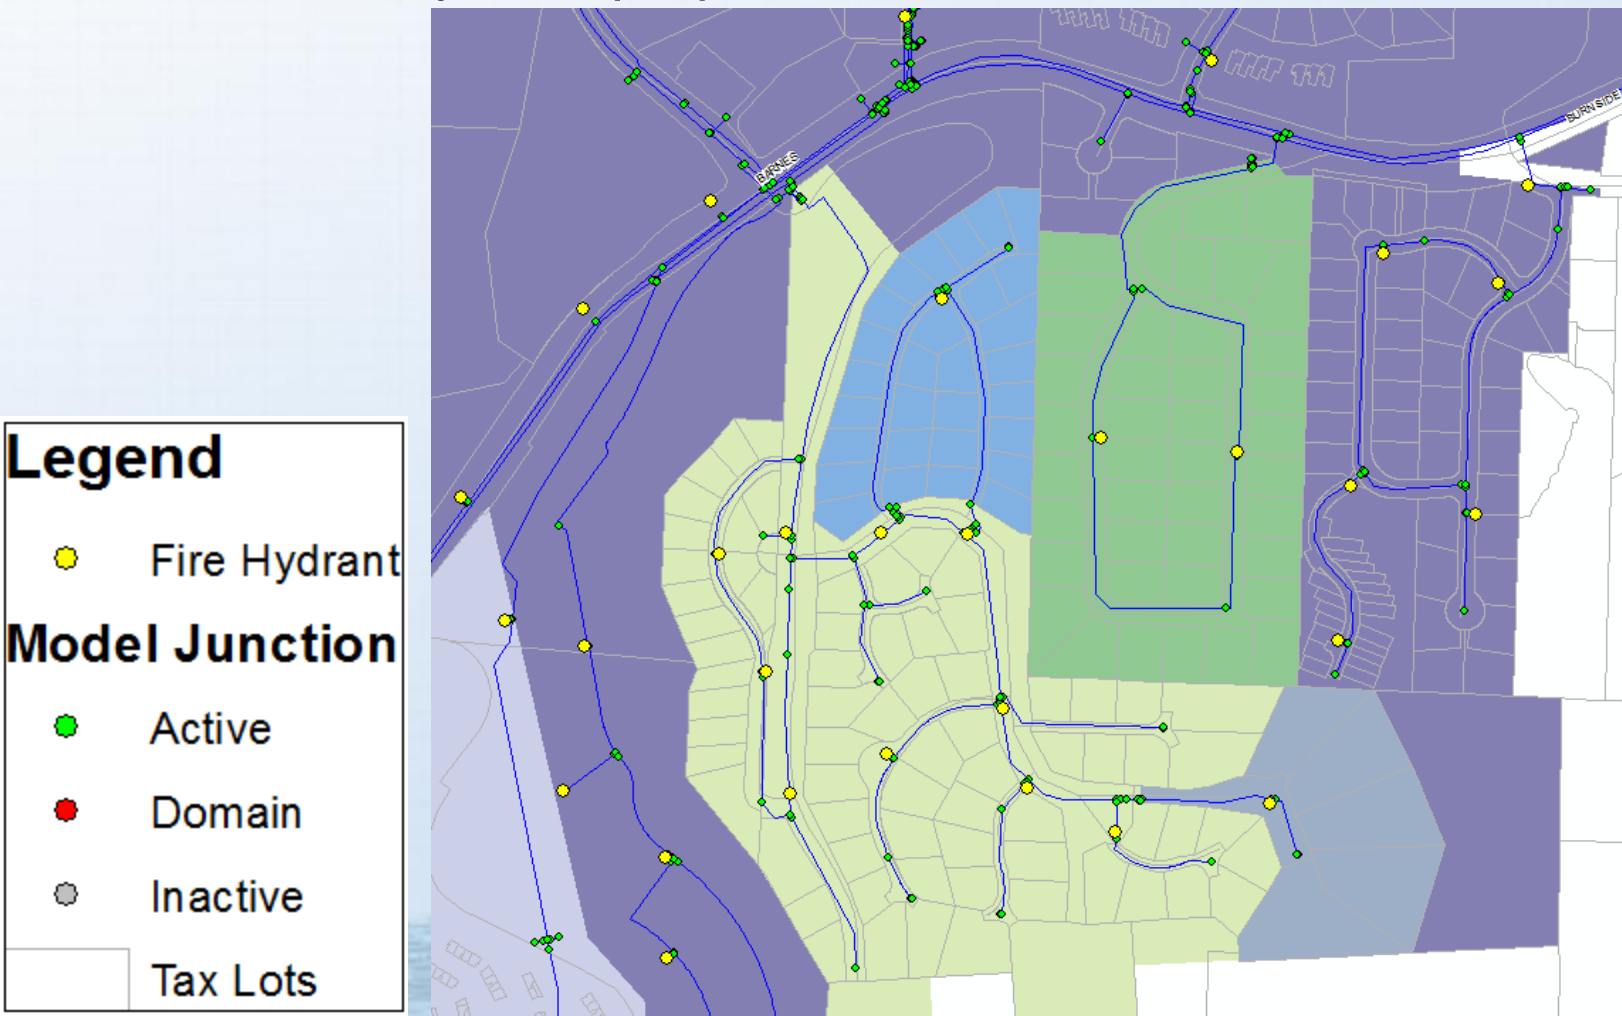 Legend
Fire Hydrant
Model Junction
Active
Domain
Inactive
Tax Lots
BARNES
BURNSIDE